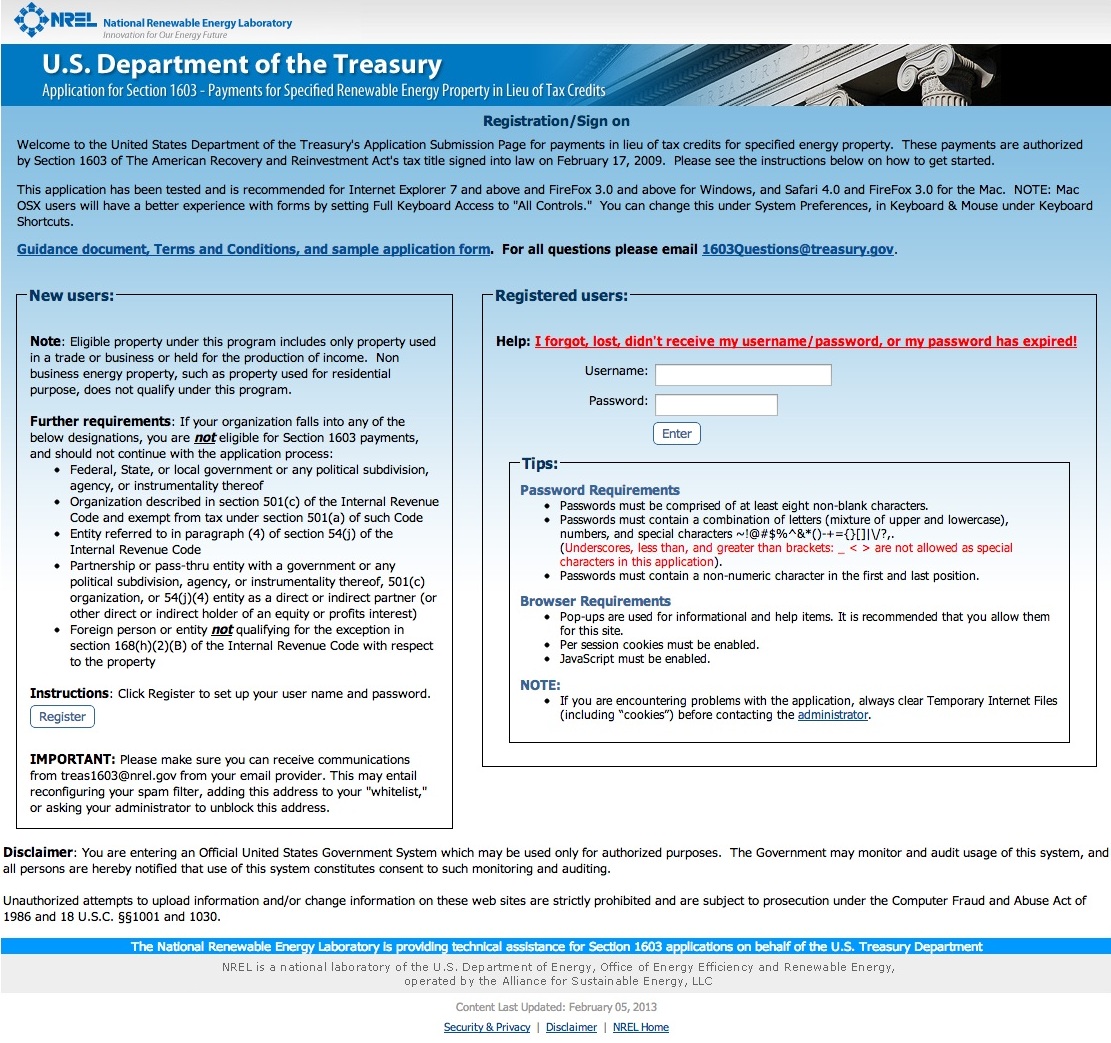 NREL National Renewable Energy Laboratory
Innovation for Our Energy Future
U.S. Department of the Treasury
Application for Section 1603 - Payments for Specified Renewable Energy Property in Lieu of Tax Credits
Registration/Sign on
Welcome to the United States Department of the Treasury's Application Submission Page for payments in lieu of tax credits for specified energy property. These payments are authorized
by Section 1603 of The American Recovery and Reinvestment Act's tax title signed into law on February 17, 2009. Please see the instructions below on how to get started.
This application has been tested and is recommended for Internet Explorer 7 and above and FireFox 3.0 and above for Windows, and Safari 4.0 and FireFox 3.0 for the Mac. NOTE: Mac
OSX users will have a better experience with forms by setting Full Keyboard Access to "All Controls." You can change this under System Preferences, in Keyboard & Mouse under Keyboard
Shortcuts.
Guidance document, Terms and Conditions, and sample application form. For all questions please email 1603Questions@treasury.gov.
New users:
Note: Eligible property under this program includes only property used
in a trade or business or held for the production of income. Non
business energy property, such as property used for residential
purpose, does not qualify under this program.
Further requirements: If your organization falls into any of the
below designations, you are not eligible for Section 1603 payments,
and should not continue with the application process:
• Federal, State, or local government or any political subdivision,
agency, or instrumentality thereof
• Organization described in section 501(c) of the Internal Revenue
Code and exempt from tax under section 501(a) of such Code
• Entity referred to in paragraph (4) of section 54(j) of the
Internal Revenue Code
• Partnership or pass-thru entity with a government or any
political subdivision, agency, or instrumentality thereof, 501(c)
organization, or 54(j)(4) entity as a direct or indirect partner (or
other direct or indirect holder of an equity or profits interest)
• Foreign person or entity not qualifying for the exception in
section 168(h)(2)(B) of the Internal Revenue Code with respect
to the property
Instructions: Click Register to set up your user name and password.
Register
IMPORTANT: Please make sure you can receive communications
from treas1603@nrel.gov from your email provider. This may entail
reconfiguring your spam filter, adding this address to your "whitelist,"
or asking your administrator to unblock this address.
Registered users:
Help: I forgot, lost, didn't receive my username/password, or my password has expired!
Username:
Password:
Enter
Tips:
Password Requirements
• Passwords must be comprised of at least eight non-blank characters.
• Passwords must contain a combination of letters (mixture of upper and lowercase),
numbers, and special characters ~!@#$%^&*()-+={}[]|\/?,.
(Underscores, less than, and greater than brackets: _ < > are not allowed as special
characters in this application).
• Passwords must contain a non-numeric character in the first and last position.
Browser Requirements
• Pop-ups are used for informational and help items. It is recommended that you allow them
for this site.
• Per session cookies must be enabled.
• JavaScript must be enabled.
NOTE:
• If you are encountering problems with the application, always clear Temporary Internet Files
(including “cookies”) before contacting the administrator.
Disclaimer: You are entering an Official United States Government System which may be used only for authorized purposes. The Government may monitor and audit usage of this system, and
all persons are hereby notified that use of this system constitutes consent to such monitoring and auditing.
Unauthorized attempts to upload information and/or change information on these web sites are strictly prohibited and are subject to prosecution under the Computer Fraud and Abuse Act of
1986 and 18 U.S.C. §§1001 and 1030.
The National Renewable Energy Laboratory is providing technical assistance for Section 1603 applications on behalf of the U.S. Treasury Department
NREL is a national laboratory of the U.S. Department of Energy, Office of Energy Efficiency and Renewable Energy,
operated by the Alliance for Sustainable Energy, LLC
Content Last Updated: February 05, 2013
Security & Privacy | Disclaimer | NREL Home